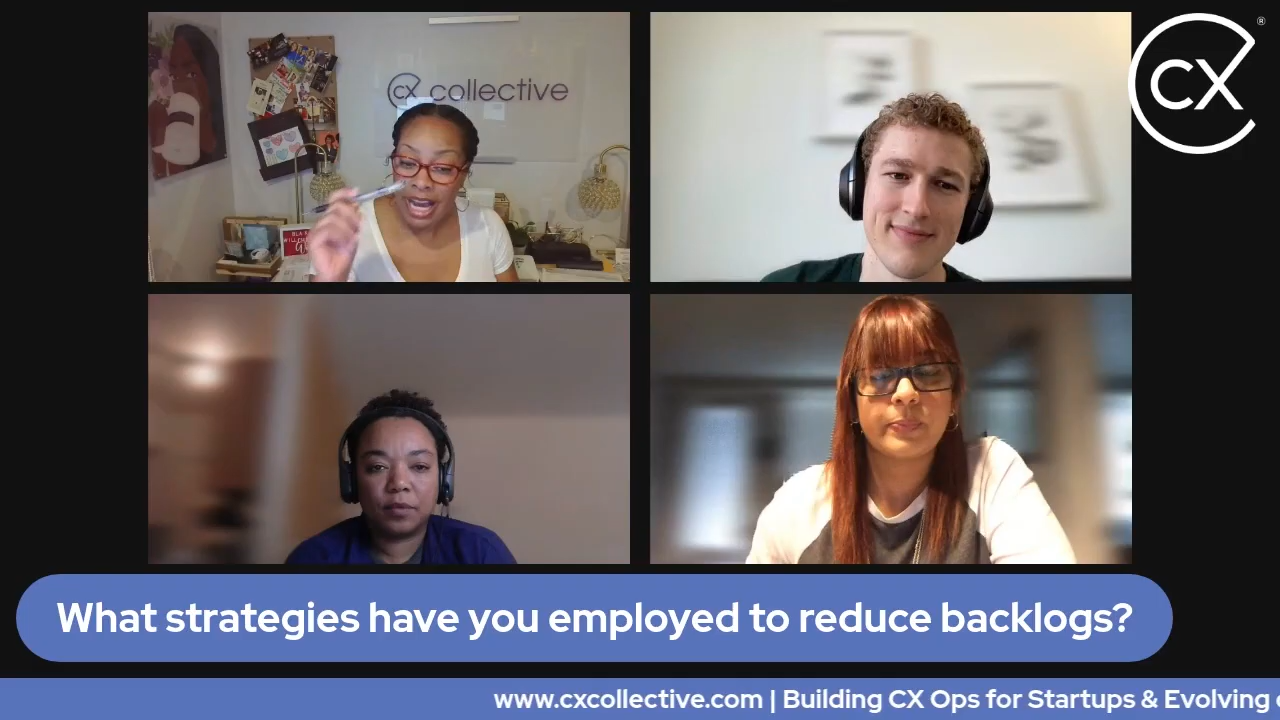 CX collective
CX
®
What strategies have you employed to reduce backlogs?
www.cxcollective.com | Building CX Ops for Startups & Evolving